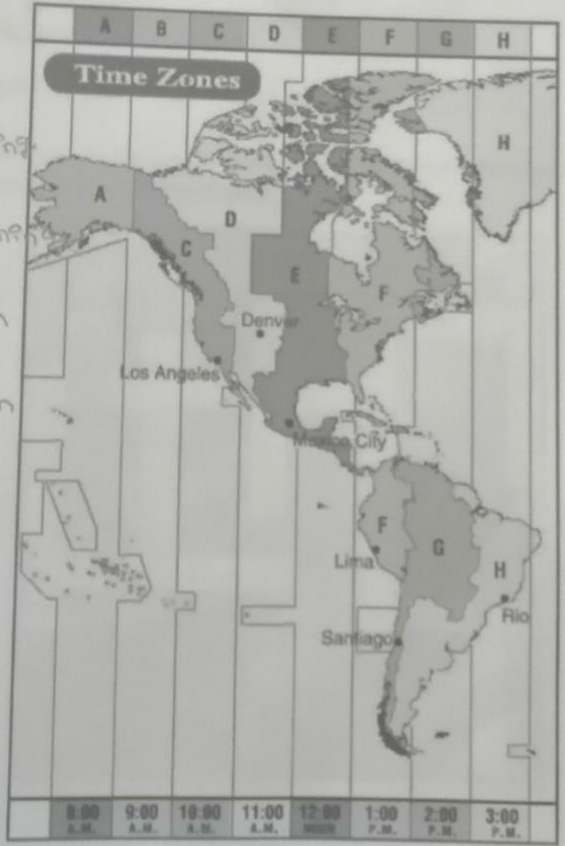 A B C D E F G H
Time Zones
H
A
D
C
E
F
Denver
Los Angeles
Mexico City
F
G
Lima
H
Rio
Santiago
8:00 9:00 10:00 11:00 12:00 1:00 2:00 3:00
A.M. A.M. A.M. A.M. NOON P.M. P.M. P.M.